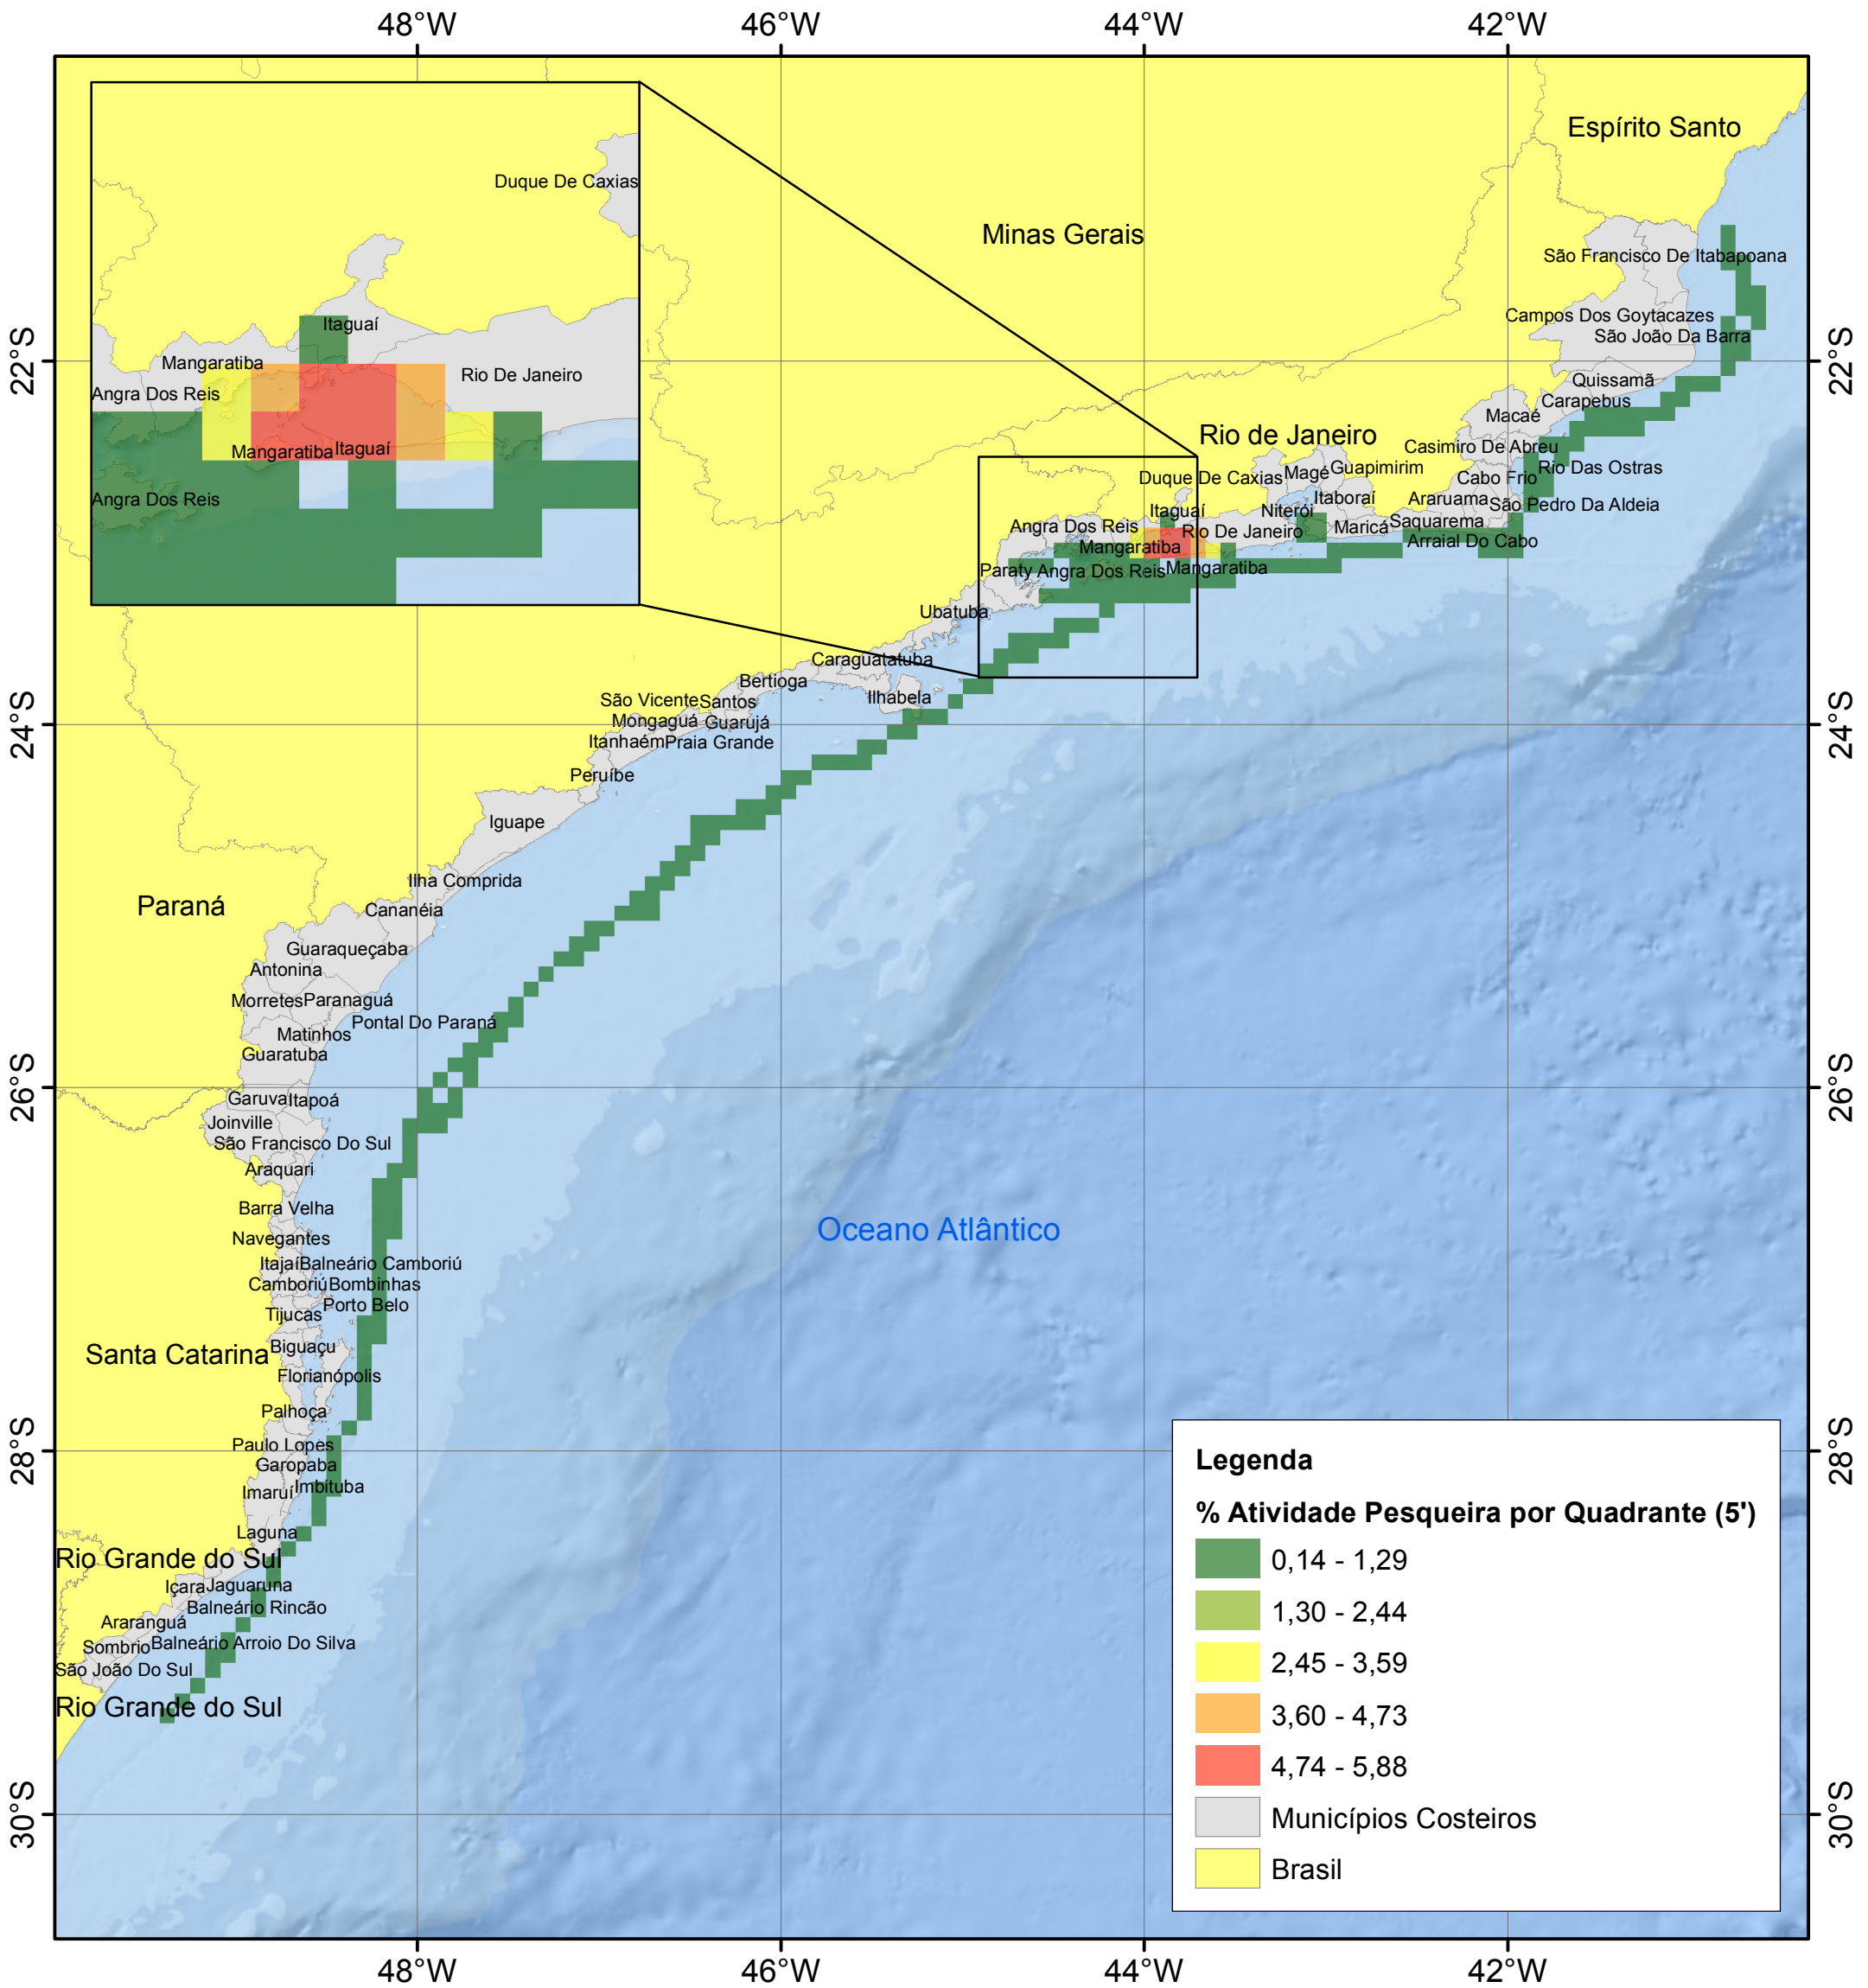 48°W 46°W 44°W 42°W
Espírito Santo
Duque De Caxias
Minas Gerais
São Francisco De Itabapoana
Itaguaí
Campos Dos Goytacazes
São João Da Barra
22°S 22°S
Mangaratiba
Rio De Janeiro
Angra Dos Reis
Quissamã
Carapebus
Macaé
Mangaratiba Itaguaí
Rio de Janeiro
Casimiro De Abreu
Angra Dos Reis
Duque De Caxias Magé Guapimirim
Rio Das Ostras
Cabo Frio
Itaboraí
Araruama
São Pedro Da Aldeia
Itaguaí
Niterói
Angra Dos Reis
Rio De Janeiro
Maricá
Saquarema
Arraial Do Cabo
Mangaratiba
Paraty Angra Dos Reis Mangaratiba
Ubatuba
Caraguatatuba
Bertioga
Ilhabela
São Vicente Santos
Mongaguá Guarujá
24°S 24°S
Itanhaém Praia Grande
Peruíbe
Iguape
Ilha Comprida
Paraná
Cananéia
Guaraqueçaba
Antonina
Morretes Paranaguá
Pontal Do Paraná
Matinhos
Guaratuba
26°S 26°S
Garuva Itapoá
Joinville
São Francisco Do Sul
Araquari
Barra Velha
Oceano Atlântico
Navegantes
Itajaí Balneário Camboriú
Camboriú Bombinhas
Porto Belo
Tijucas
Biguaçu
Santa Catarina
Florianópolis
Palhoça
Paulo Lopes
28°S 28°S
Garopaba
Imaruí Imbituba
Laguna
Rio Grande do Sul
Içara Jaguaruna
Balneário Rincão
Araranguá
Sombrio Balneário Arroio Do Silva
São João Do Sul
Rio Grande do Sul
30°S 30°S
Legenda
% Atividade Pesqueira por Quadrante (5')
0,14 - 1,29
1,30 - 2,44
2,45 - 3,59
3,60 - 4,73
4,74 - 5,88
Municípios Costeiros
Brasil
48°W 46°W 44°W 42°W